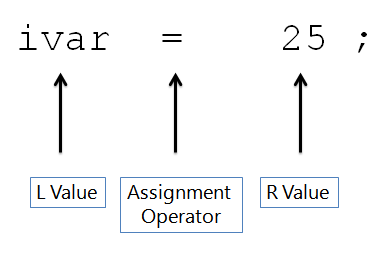 ivar = 25 ;
L Value
Assignment
Operator
R Value